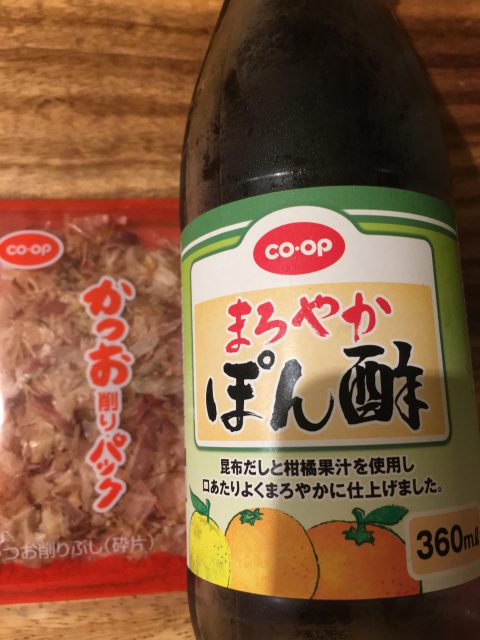 CO·OP
かつお削りパック
つお削りぶし(砕片)
CO·OP
まろやか
ぽん酢
昆布だしと柑橘果汁を使用し
口あたりよくまろやかに仕上げました。
360ml